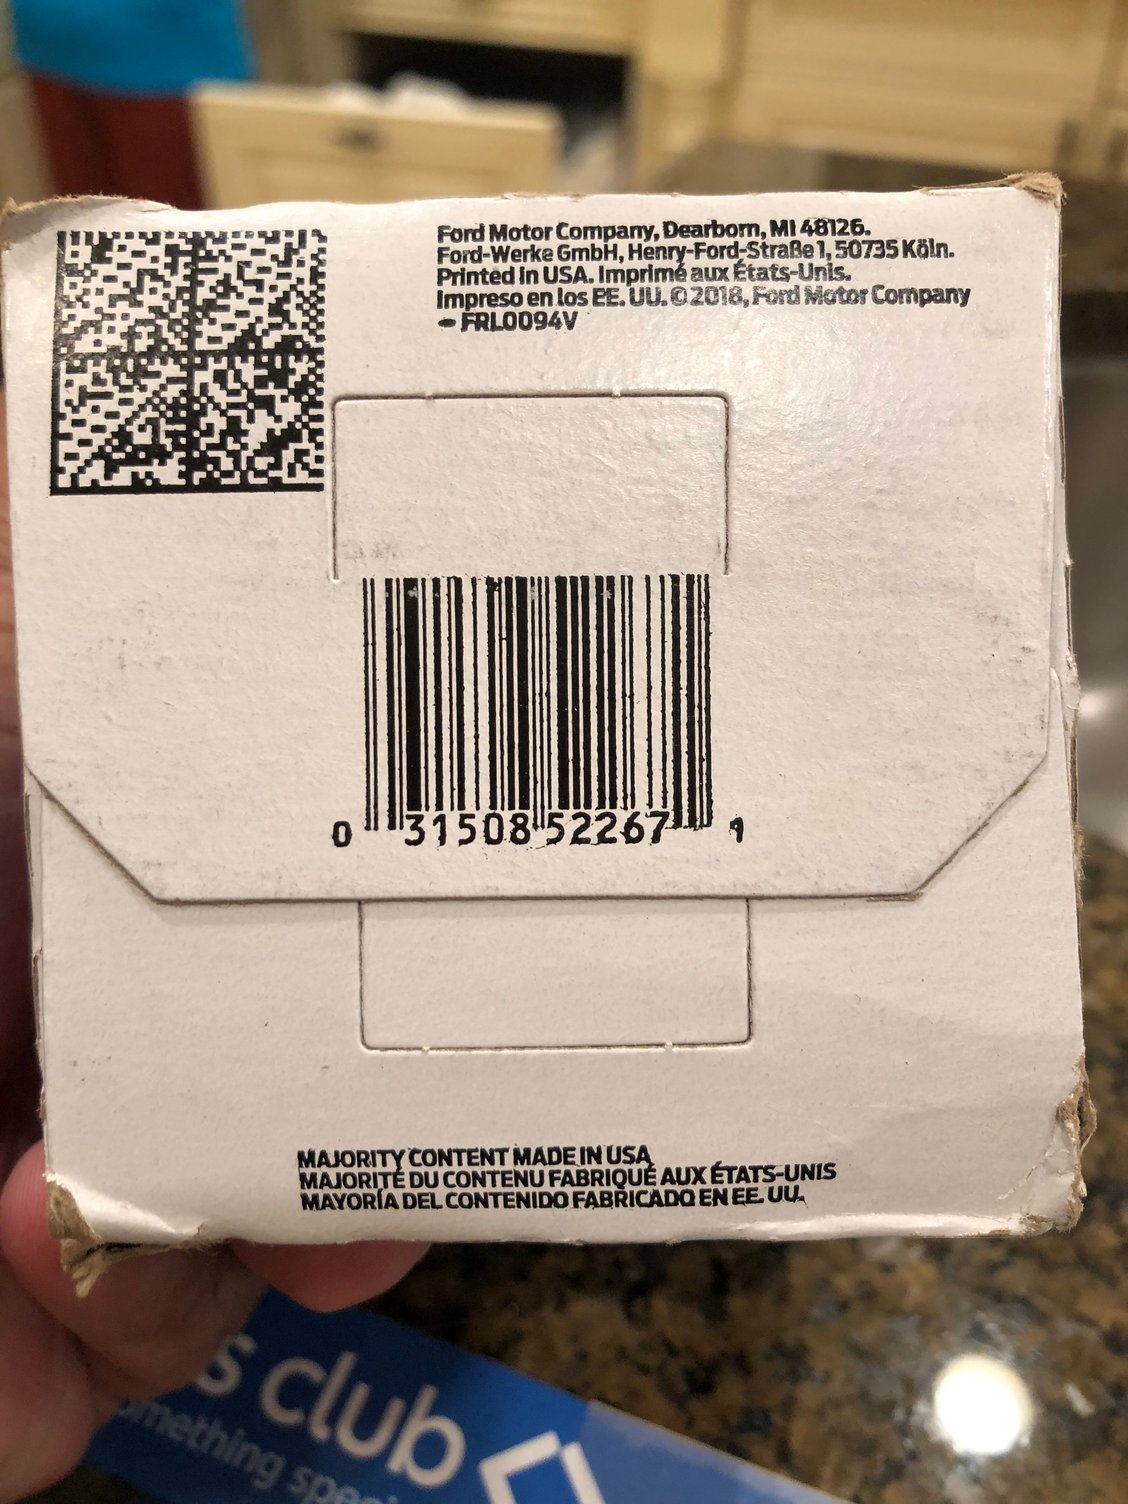 Ford Motor Company, Dearborn, MI 48126.
Ford-Werke GmbH, Henry-Ford-Straße 1, 50735 Köln.
Printed in USA. Imprimé aux États-Unis.
Impreso en los EE. UU. © 2018, Ford Motor Company
– FRL0094V
0 31508 52267 1
MAJORITY CONTENT MADE IN USA
MAJORITÉ DU CONTENU FABRIQUÉ AUX ÉTATS-UNIS
MAYORÍA DEL CONTENIDO FABRICADO EN EE. UU.
s club
omething speci